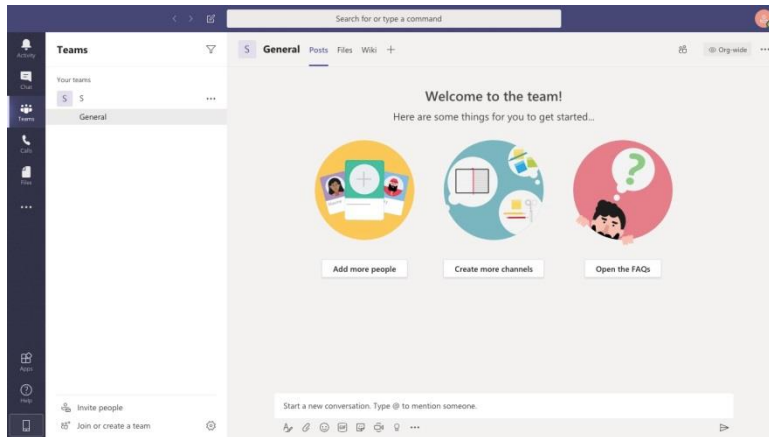 Search for or type a command
Activity
Chat
Teams
Calls
Files
Apps
Help
Teams
Your teams
S S
General
Invite people
Join or create a team
S General Posts Files Wiki +
Org-wide
Welcome to the team!
Here are some things for you to get started...
Add more people
Create more channels
Open the FAQs
Start a new conversation. Type @ to mention someone.
GIF